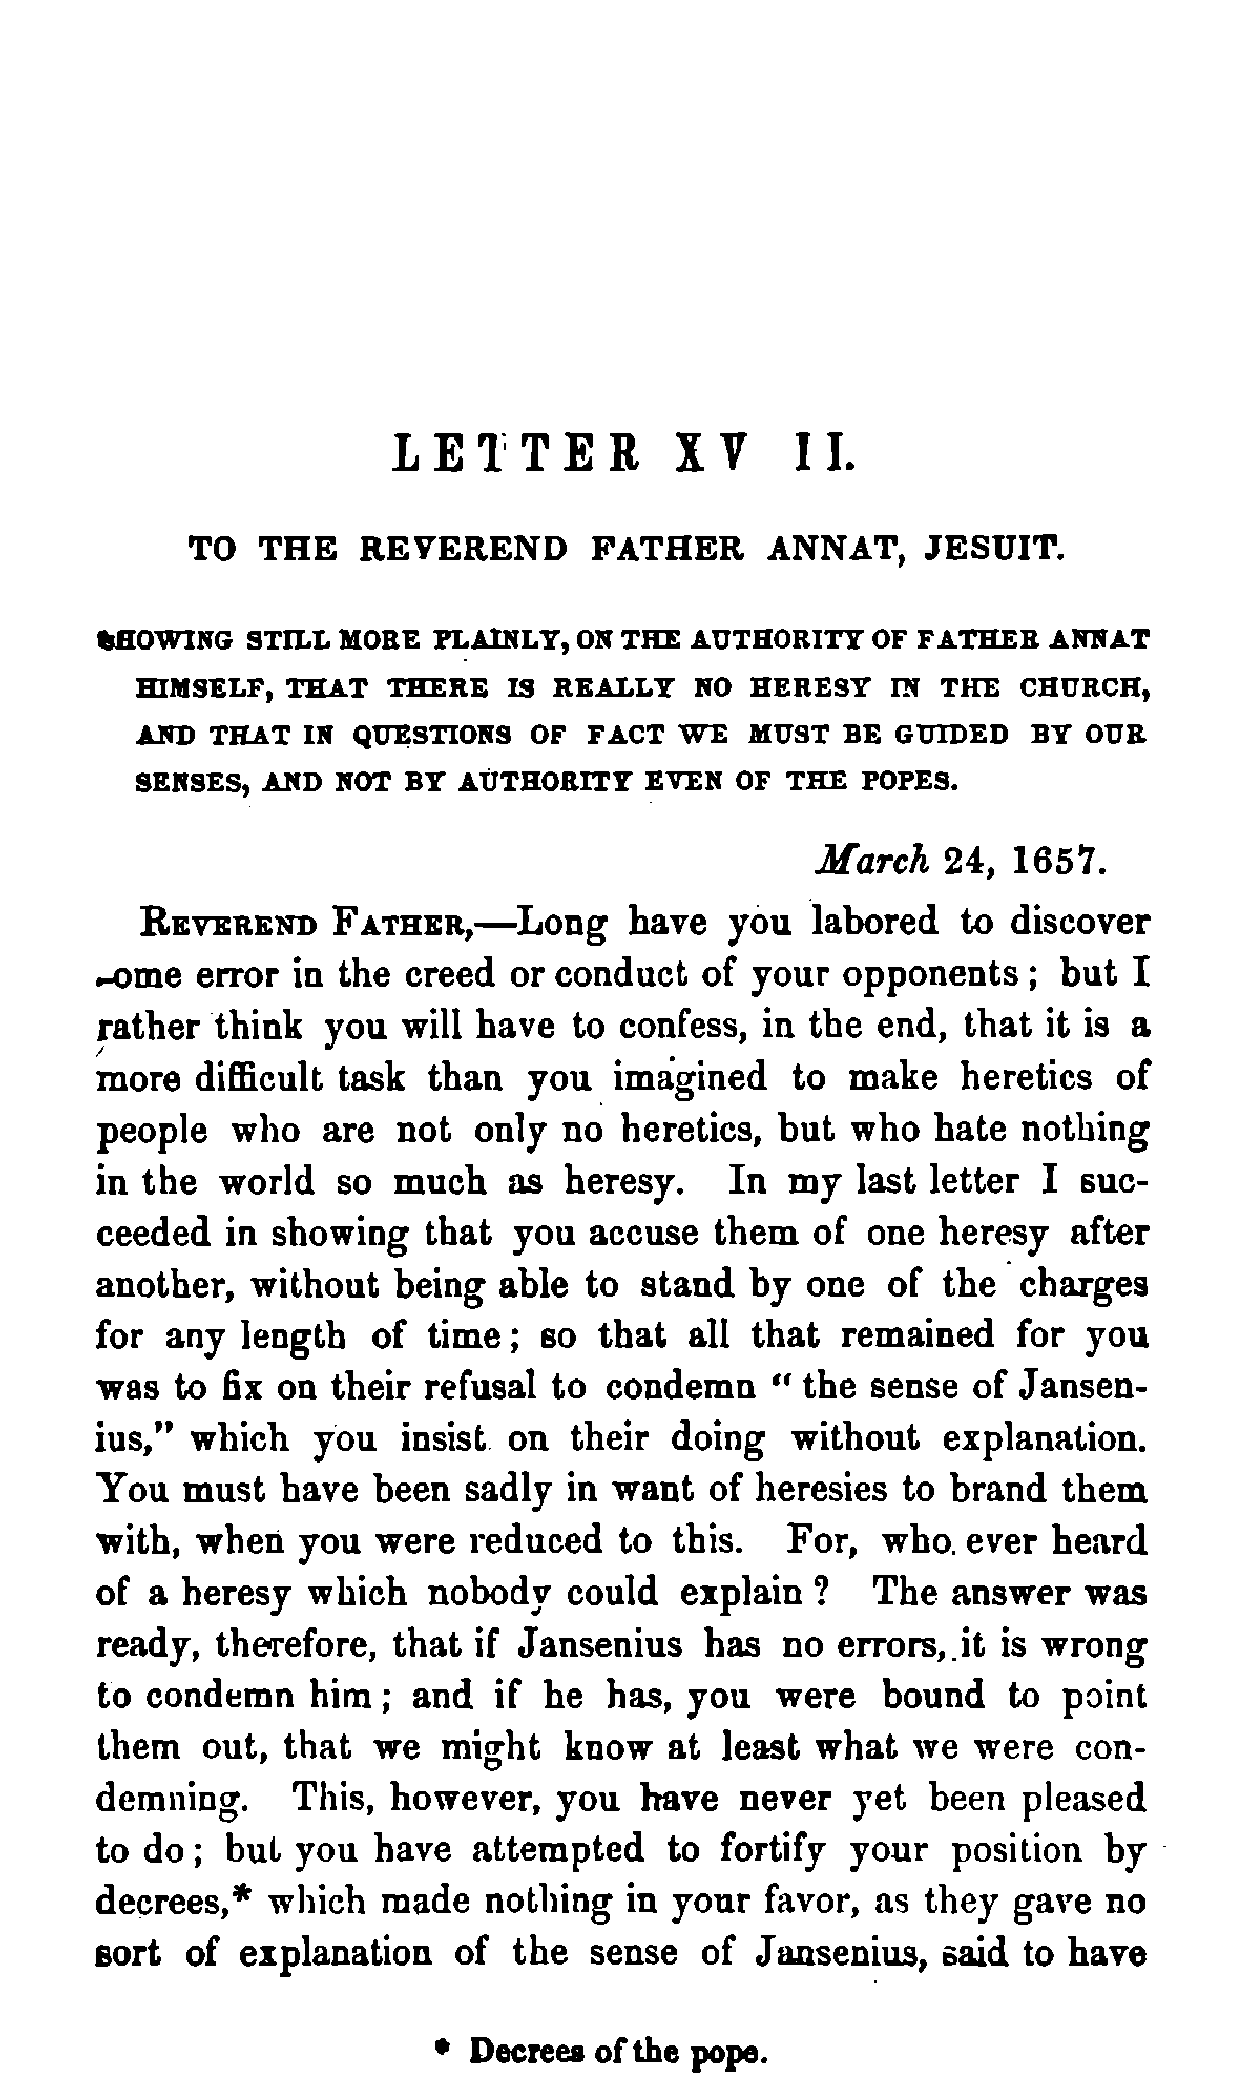 LETTER XVII.
TO THE REVEREND FATHER ANNAT, JESUIT.
SHOWING STILL MORE PLAINLY, ON THE AUTHORITY OF FATHER ANNAT
HIMSELF, THAT THERE IS REALLY NO HERESY IN THE CHURCH,
AND THAT IN QUESTIONS OF FACT WE MUST BE GUIDED BY OUR
SENSES, AND NOT BY AUTHORITY EVEN OF THE POPES.
March 24, 1657.
REVEREND FATHER,—Long have you labored to discover
some error in the creed or conduct of your opponents; but I
rather think you will have to confess, in the end, that it is a
more difficult task than you imagined to make heretics of
people who are not only no heretics, but who hate nothing
in the world so much as heresy. In my last letter I suc-
ceeded in showing that you accuse them of one heresy after
another, without being able to stand by one of the charges
for any length of time; so that all that remained for you
was to fix on their refusal to condemn "the sense of Jansen-
ius," which you insist on their doing without explanation.
You must have been sadly in want of heresies to brand them
with, when you were reduced to this. For, who ever heard
of a heresy which nobody could explain? The answer was
ready, therefore, that if Jansenius has no errors, it is wrong
to condemn him; and if he has, you were bound to point
them out, that we might know at least what we were con-
demning. This, however, you have never yet been pleased
to do; but you have attempted to fortify your position by
decrees,* which made nothing in your favor, as they gave no
sort of explanation of the sense of Jansenius, said to have
* Decrees of the pope.